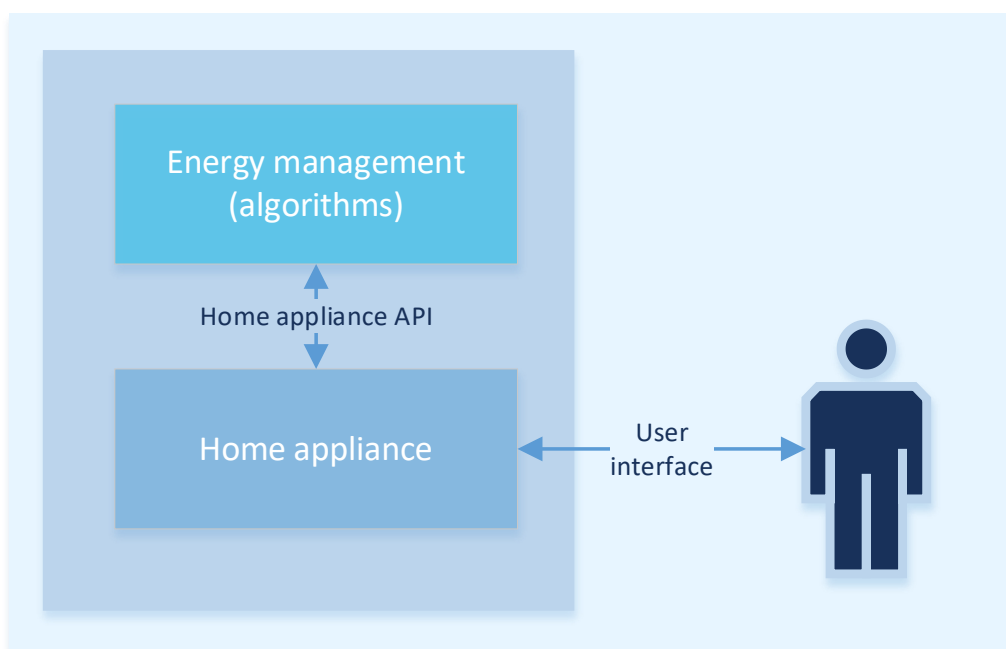 Energy management
(algorithms)
Home appliance API
Home appliance
User
interface